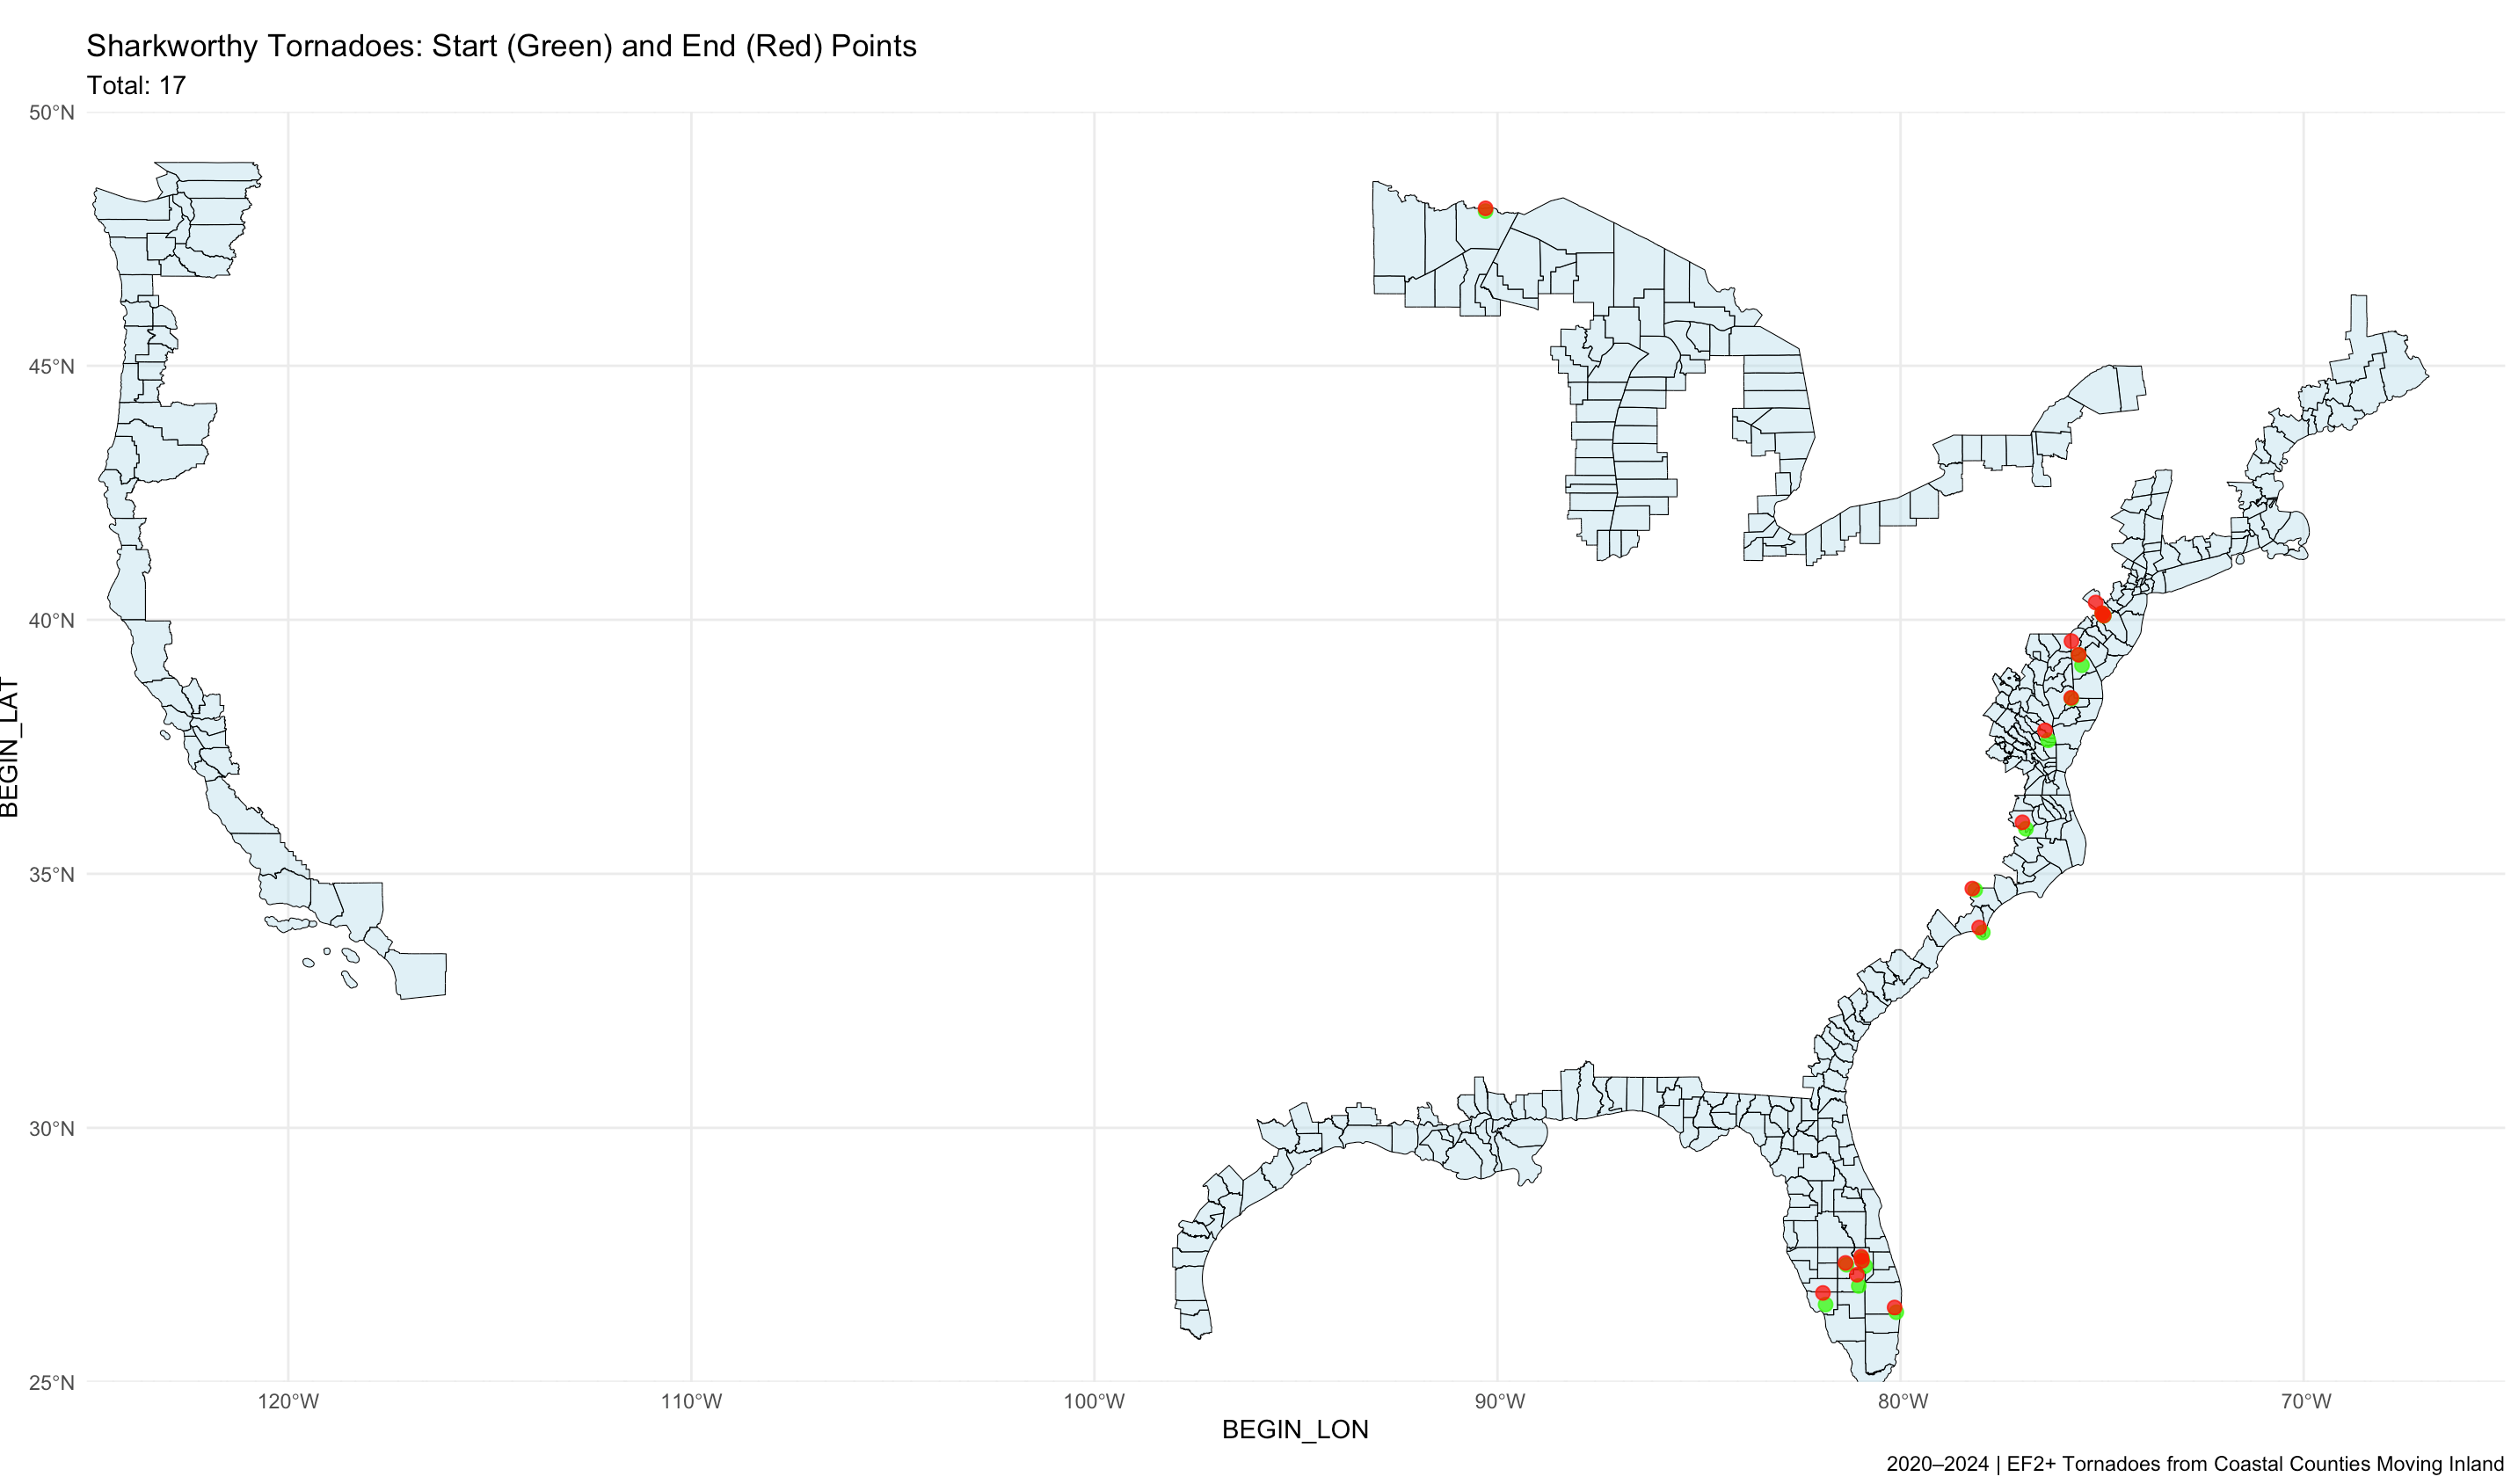 Sharkworthy Tornadoes: Start (Green) and End (Red) Points
Total: 17
50°N
45°N
40°N
35°N
30°N
25°N
BEGIN_LAT
120°W
110°W
100°W
90°W
80°W
70°W
BEGIN_LON
2020–2024 | EF2+ Tornadoes from Coastal Counties Moving Inland